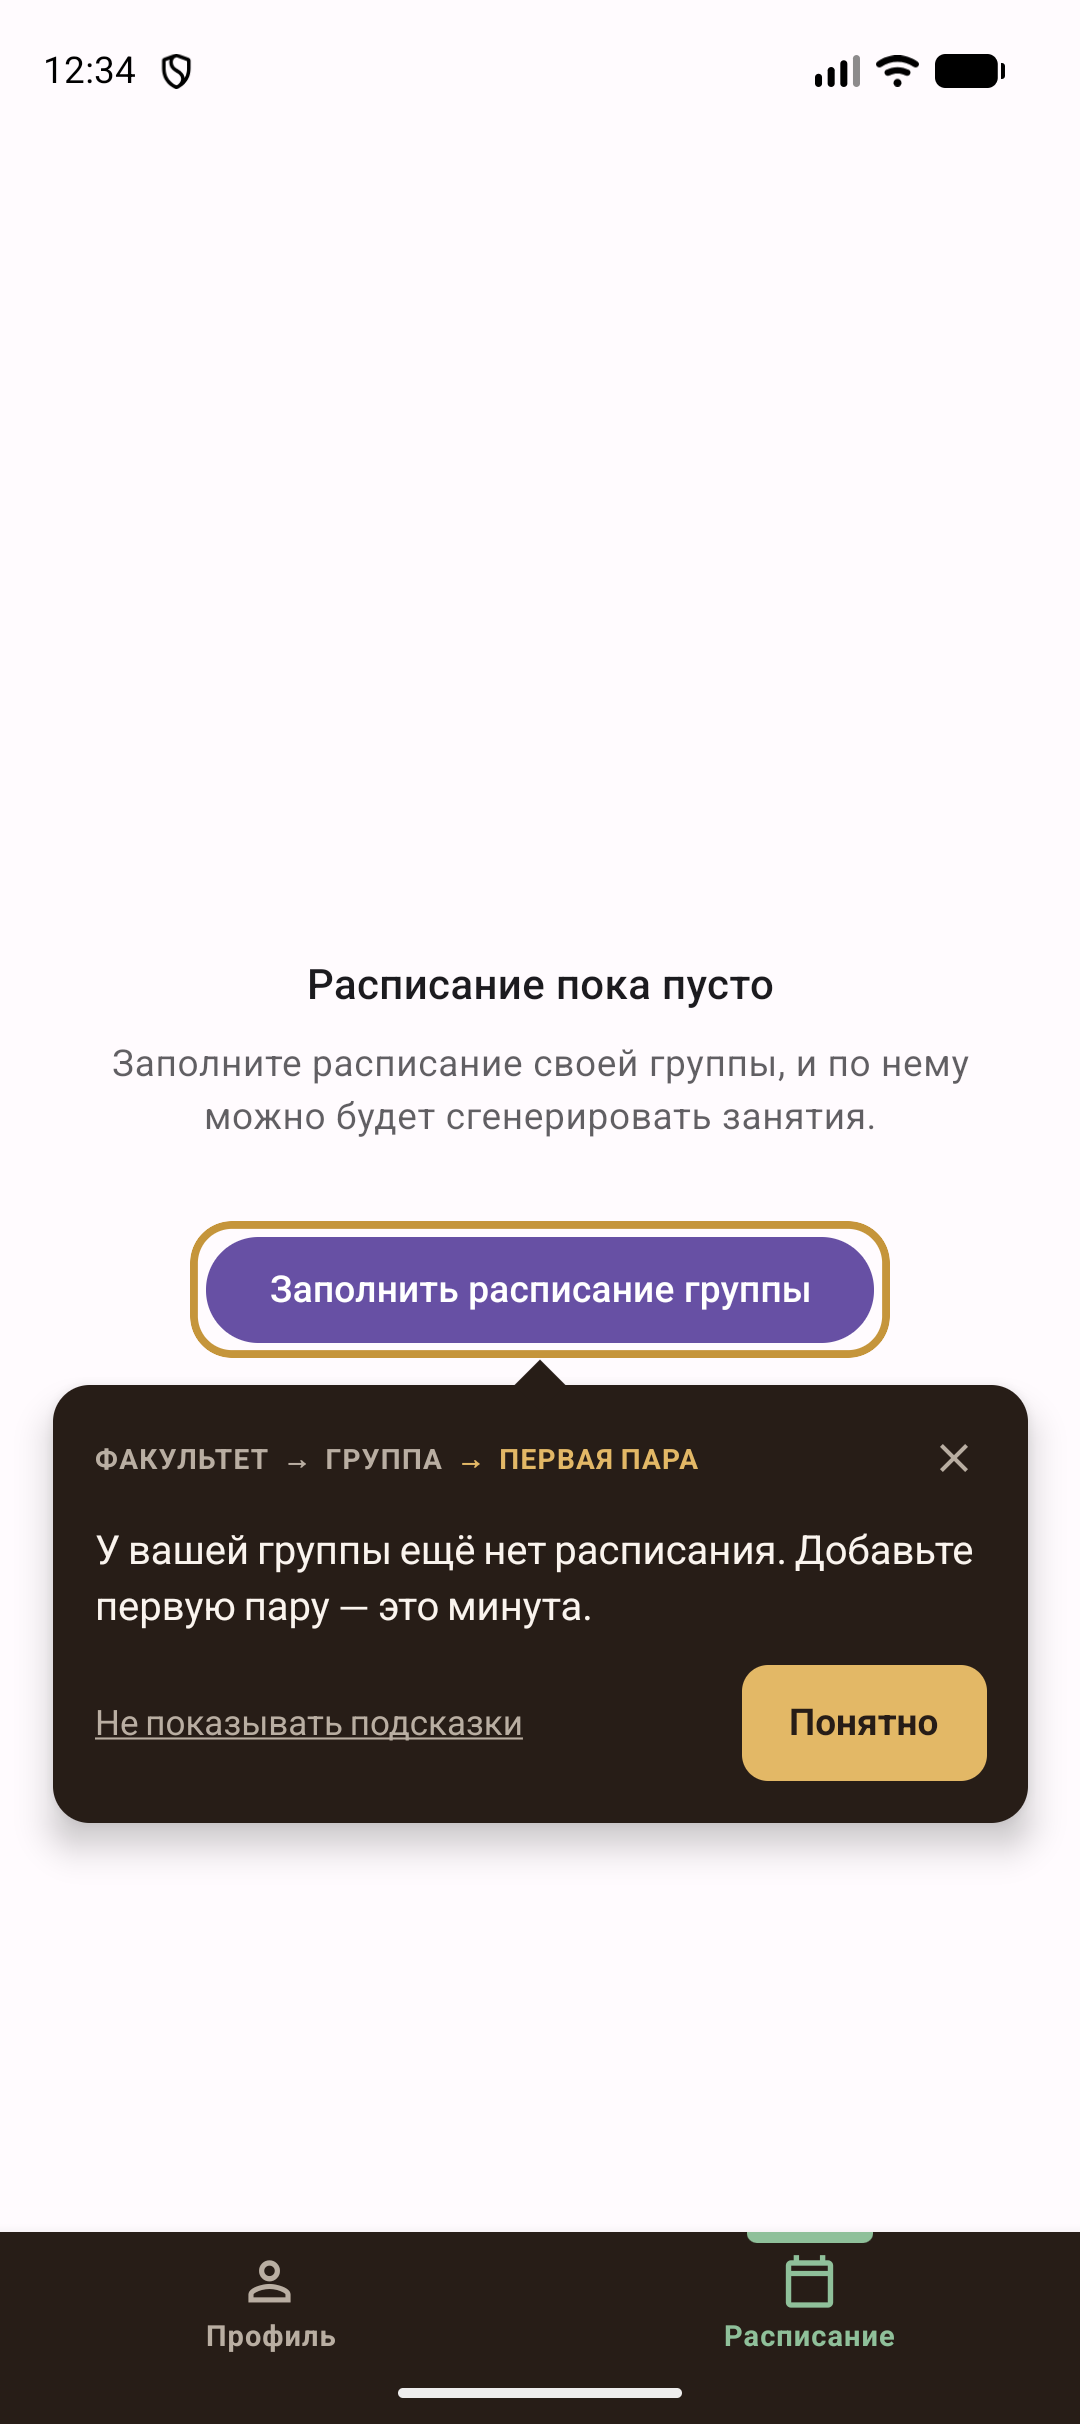 12:34
Расписание пока пусто
Заполните расписание своей группы, и по нему
можно будет сгенерировать занятия.
Заполнить расписание группы
ФАКУЛЬТЕТ → ГРУППА → ПЕРВАЯ ПАРА
У вашей группы ещё нет расписания. Добавьте
первую пару — это минута.
Не показывать подсказки
Понятно
Профиль
Расписание